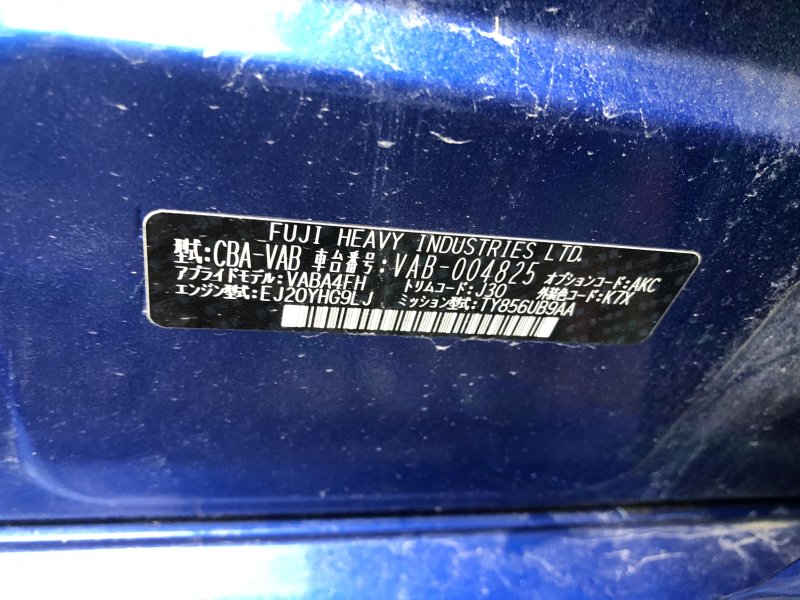 FUJI HEAVY INDUSTRIES LTD.
型式:CBA-VAB 車台番号:VAB-004825 オプションコード:AKC
アプライドモデル:VABA4FH トリムコード:J30 外装色コード:K7X
エンジン型式:EJ20YHG9LJ ミッション型式:TY856UB9AA